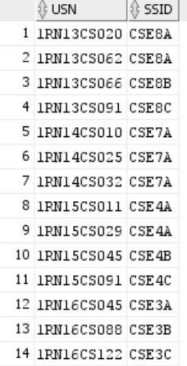 USN SSID
1 1RN13CS020 CSE8A
2 1RN13CS062 CSE8A
3 1RN13CS066 CSE8B
4 1RN13CS091 CSE8C
5 1RN14CS010 CSE7A
6 1RN14CS025 CSE7A
7 1RN14CS032 CSE7A
8 1RN15CS011 CSE4A
9 1RN15CS029 CSE4A
10 1RN15CS045 CSE4B
11 1RN15CS091 CSE4C
12 1RN16CS045 CSE3A
13 1RN16CS088 CSE3B
14 1RN16CS122 CSE3C